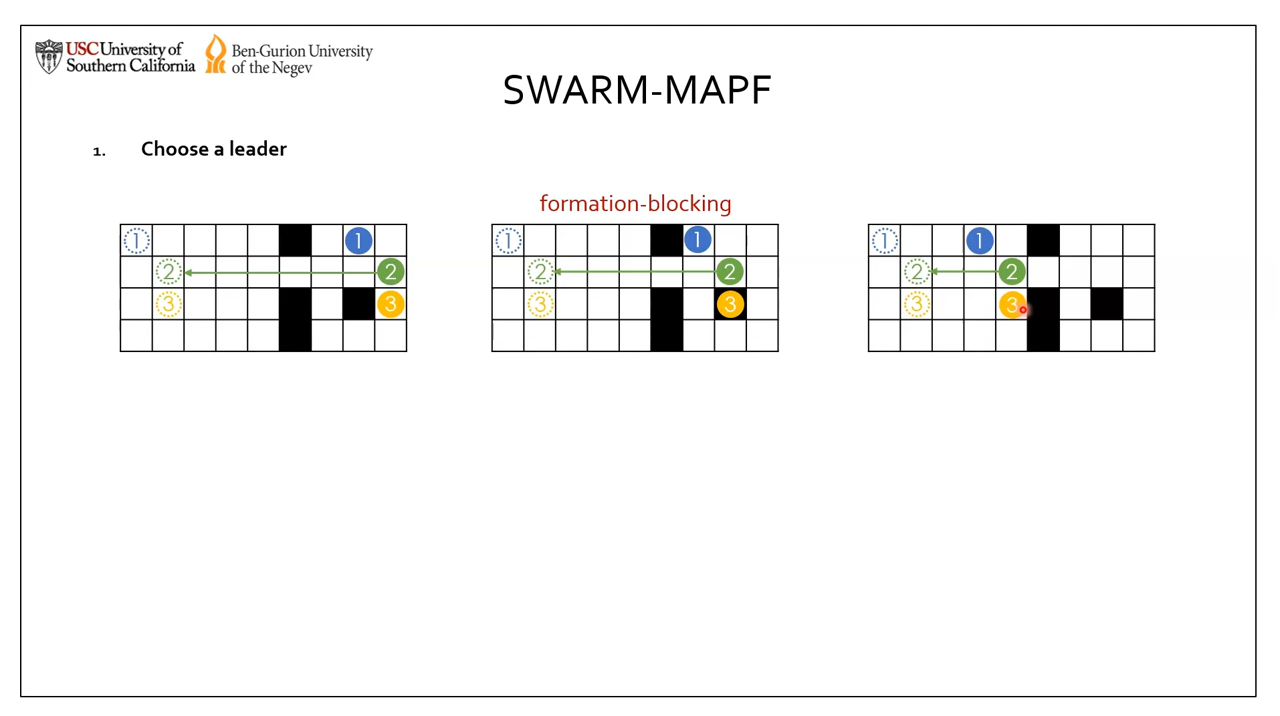 USC University of
Southern California
Ben-Gurion University
of the Negev
SWARM-MAPF
1. Choose a leader
formation-blocking
1 1
2 2
3 3
1 1
2 2
3 3
1 1
2 2
3 3